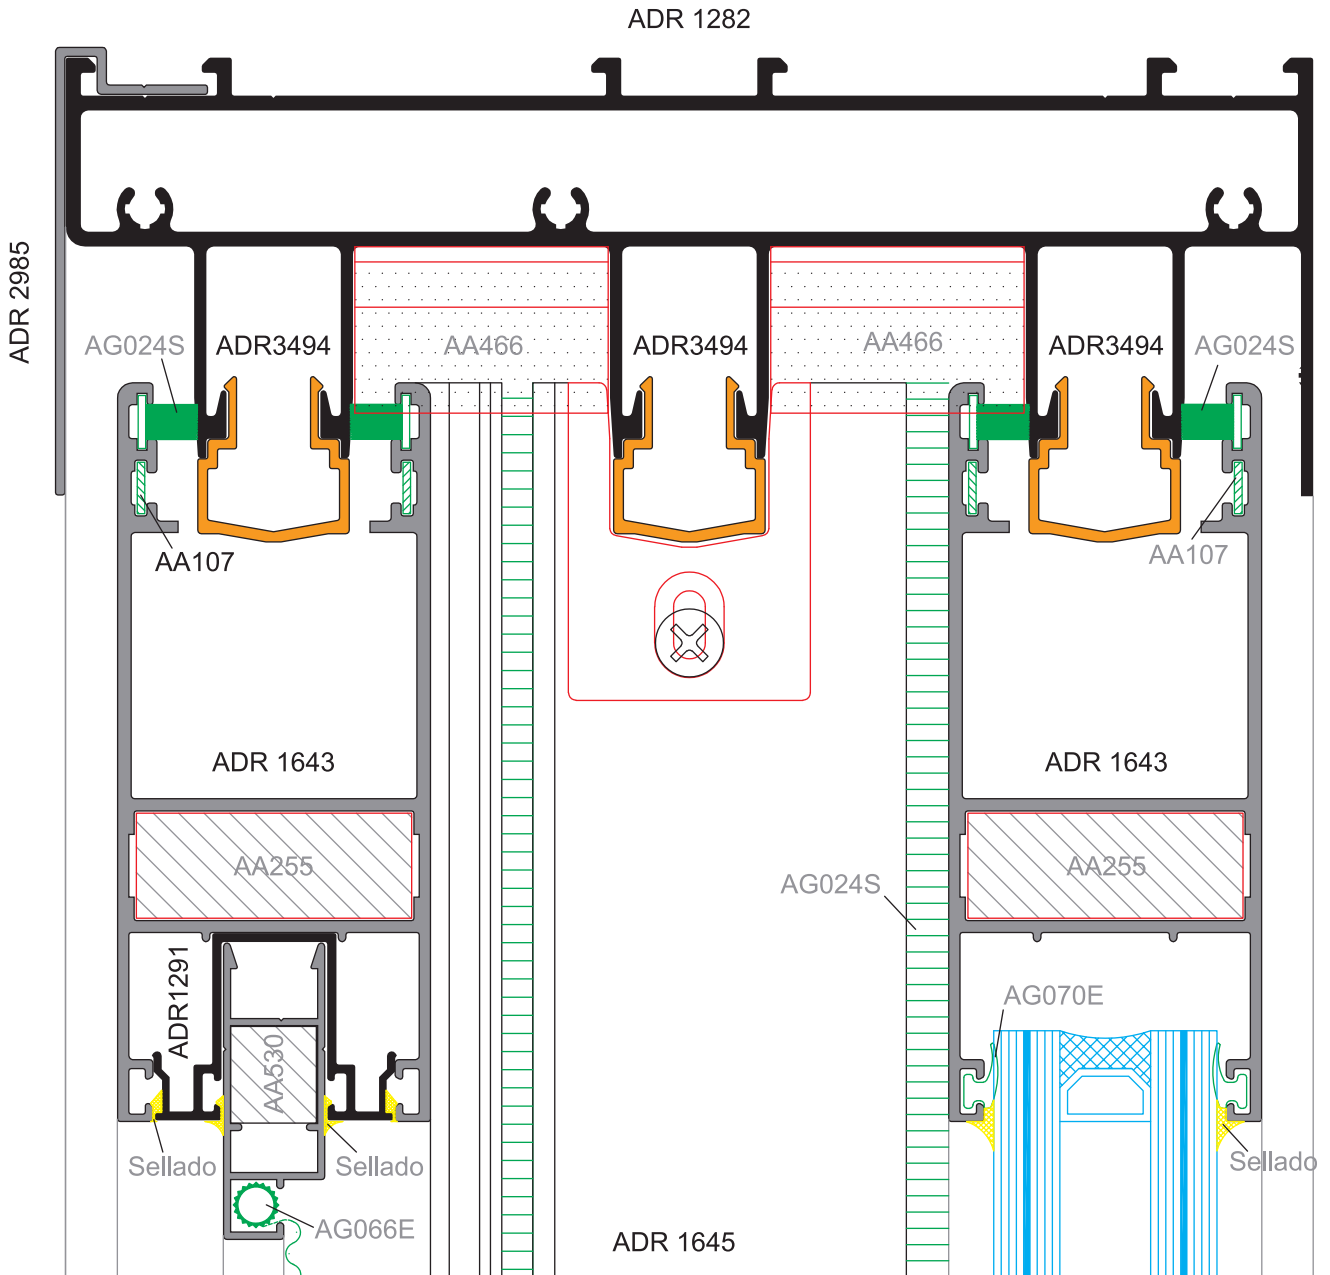 ADR 1282
ADR 2985
AG024S
ADR3494
AA466
ADR3494
AA466
ADR3494
AG024S
AA107
AA107
ADR 1643
ADR 1643
AA255
AA255
AG024S
ADR1291
AG070E
AA530
Sellado
Sellado
Sellado
AG066E
ADR 1645